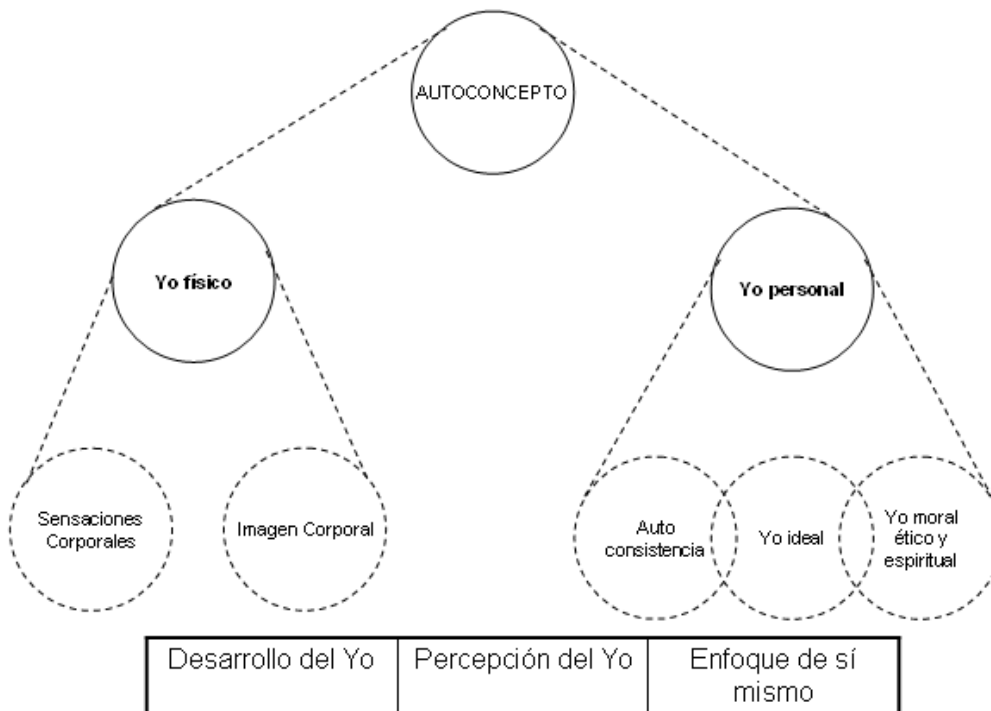 AUTOCONCEPTO
Yo físico
Yo personal
Sensaciones
Corporales
Imagen Corporal
Auto
consistencia
Yo ideal
Yo moral
ético y
espiritual
Desarrollo del Yo
Percepción del Yo
Enfoque de sí
mismo